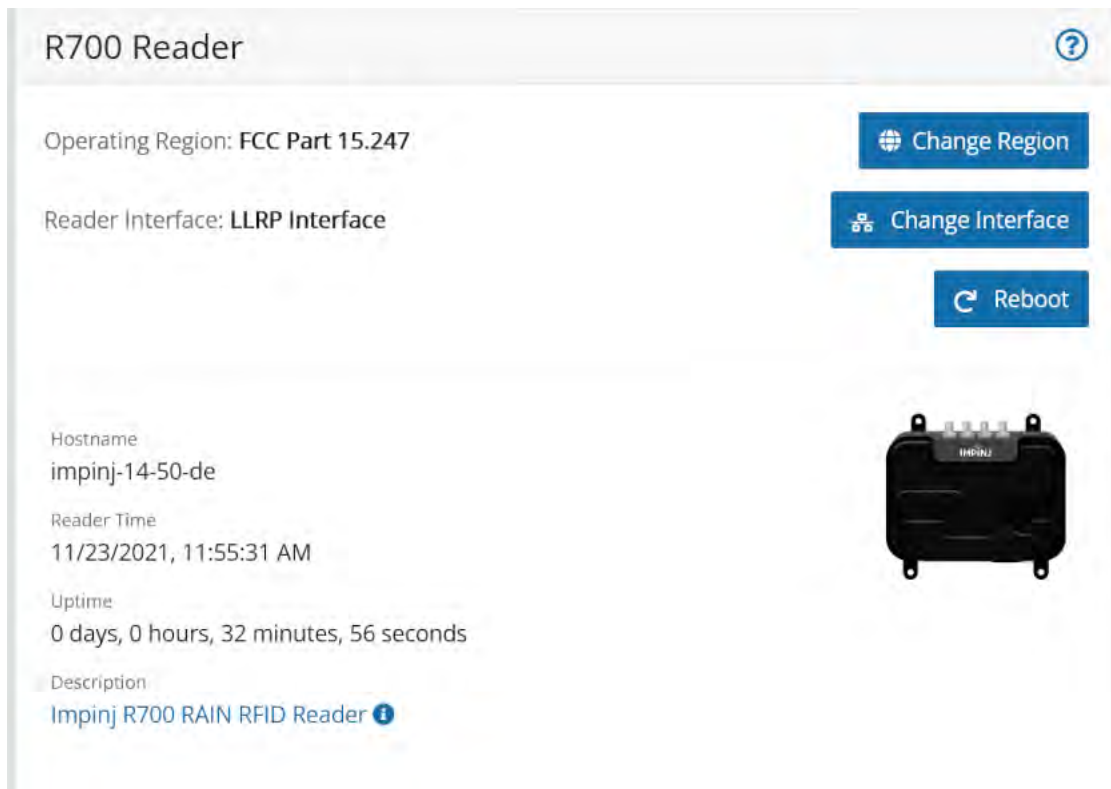 R700 Reader
Operating Region: FCC Part 15.247
Change Region
Reader Interface: LLRP Interface
Change Interface
Reboot
IMPINJ
Hostname
impinj-14-50-de
Reader Time
11/23/2021, 11:55:31 AM
Uptime
0 days, 0 hours, 32 minutes, 56 seconds
Description
Impinj R700 RAIN RFID Reader